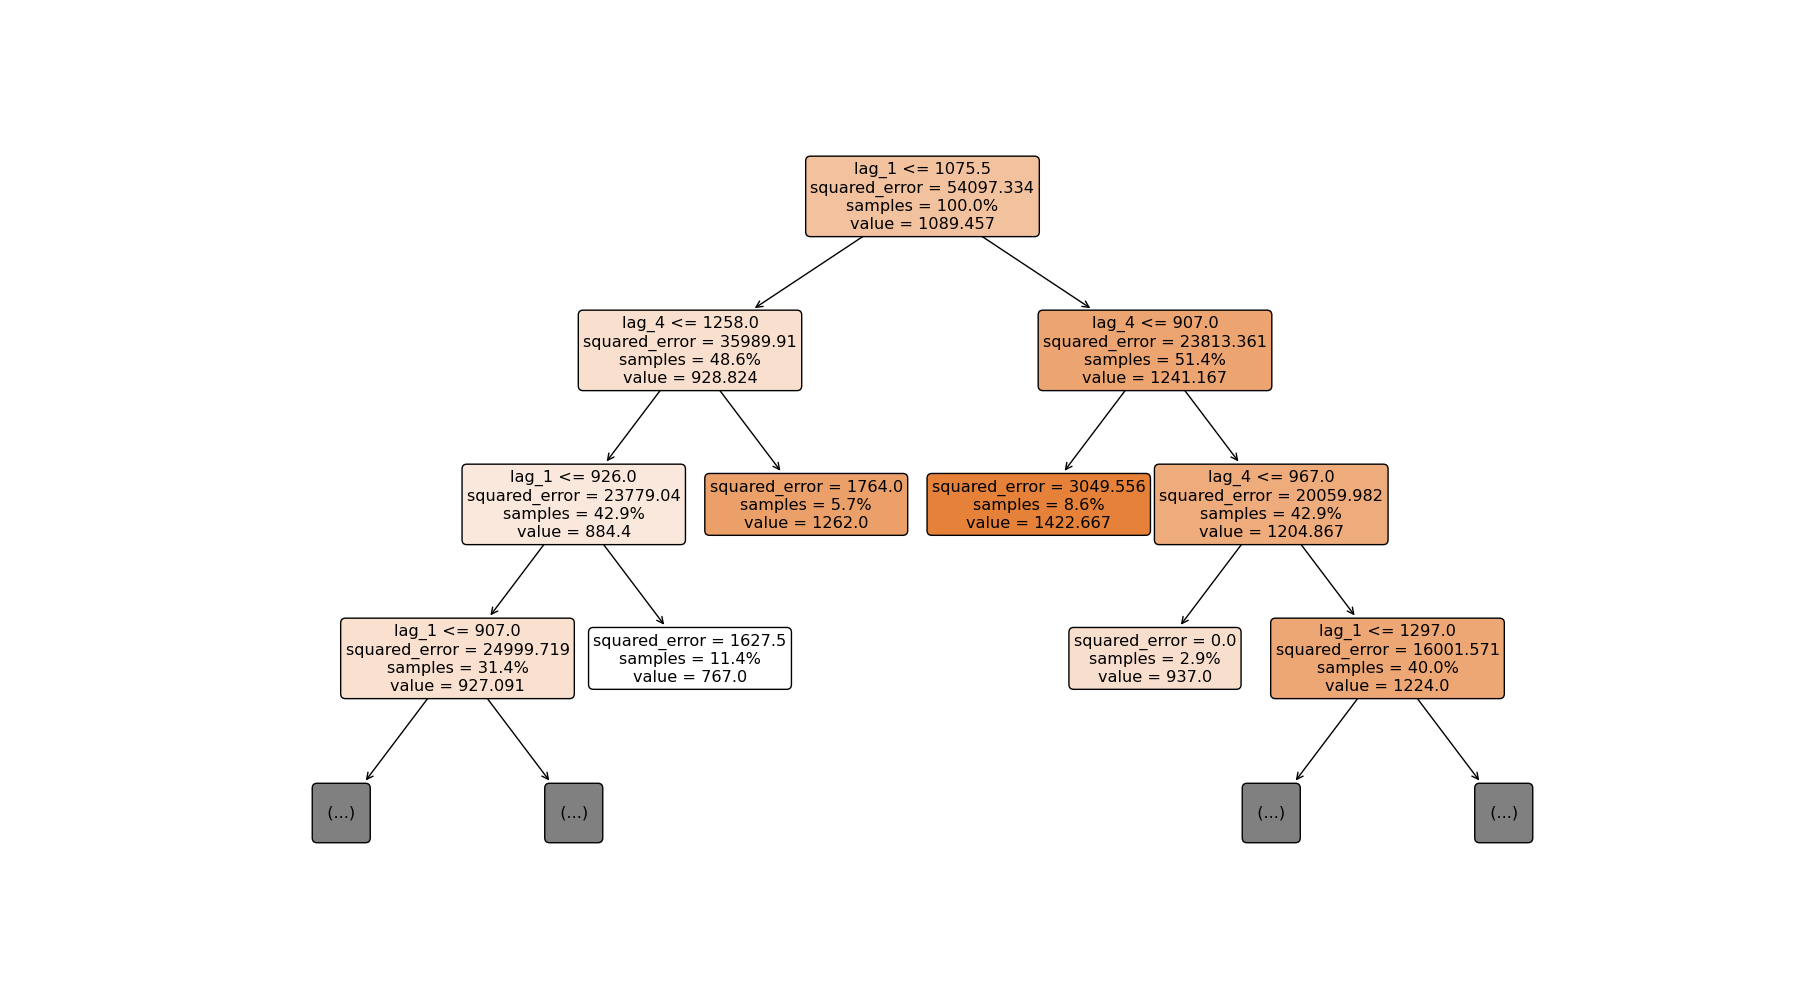 lag_1 <= 1075.5
squared_error = 54097.334
samples = 100.0%
value = 1089.457
lag_4 <= 1258.0
squared_error = 35989.91
samples = 48.6%
value = 928.824
lag_4 <= 907.0
squared_error = 23813.361
samples = 51.4%
value = 1241.167
lag_1 <= 926.0
squared_error = 23779.04
samples = 42.9%
value = 884.4
squared_error = 1764.0
samples = 5.7%
value = 1262.0
squared_error = 3049.556
samples = 8.6%
value = 1422.667
lag_4 <= 967.0
squared_error = 20059.982
samples = 42.9%
value = 1204.867
lag_1 <= 907.0
squared_error = 24999.719
samples = 31.4%
value = 927.091
squared_error = 1627.5
samples = 11.4%
value = 767.0
squared_error = 0.0
samples = 2.9%
value = 937.0
lag_1 <= 1297.0
squared_error = 16001.571
samples = 40.0%
value = 1224.0
(...)
(...)
(...)
(...)